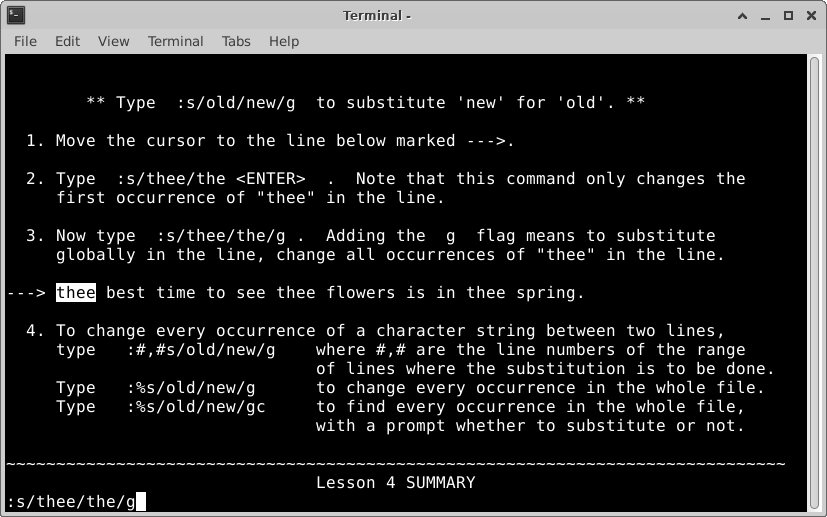 Terminal -
File Edit View Terminal Tabs Help
** Type :s/old/new/g to substitute 'new' for 'old'. **
1. Move the cursor to the line below marked --->.
2. Type :s/thee/the <ENTER> . Note that this command only changes the
first occurrence of "thee" in the line.
3. Now type :s/thee/the/g . Adding the g flag means to substitute
globally in the line, change all occurrences of "thee" in the line.
---> thee best time to see thee flowers is in thee spring.
4. To change every occurrence of a character string between two lines,
type :#,#s/old/new/g where #,# are the line numbers of the range
of lines where the substitution is to be done.
Type :%s/old/new/g to change every occurrence in the whole file.
Type :%s/old/new/gc to find every occurrence in the whole file,
with a prompt whether to substitute or not.
~~~~~~~~~~~~~~~~~~~~~~~~~~~~~~~~~~~~~~~~~~~~~~~~~~~~~~~~~~~~~~~~~~~~~~~~~~~~~~
Lesson 4 SUMMARY
:s/thee/the/g